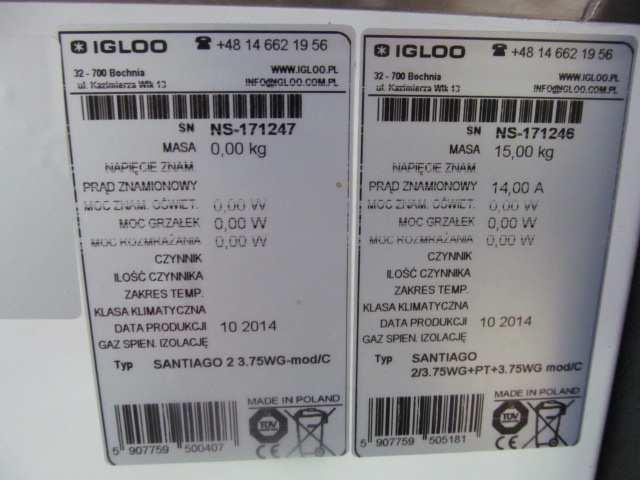 IGLOO ☎ +48 14 662 19 56
32 - 700 Bochnia WWW.IGLOO.PL
ul. Kazimierza Wlk 13 INFO@IGLOO.COM.PL
SN NS-171247
MASA 0,00 kg
NAPIĘCIE ZNAM.
PRĄD ZNAMIONOWY
MOC ZNAM. OŚWIET. 0,00 W
MOC GRZAŁEK 0,00 W
MOC ROZMRAŻANIA 0,00 W
CZYNNIK
ILOŚĆ CZYNNIKA
ZAKRES TEMP.
KLASA KLIMATYCZNA
DATA PRODUKCJI 10 2014
GAZ SPIEN. IZOLACJĘ
Typ SANTIAGO 2 3.75WG-mod/C
MADE IN POLAND
TÜV
CE
5 907759 500407
IGLOO ☎ +48 14 662 19 56
32 - 700 Bochnia WWW.IGLOO.PL
ul. Kazimierza Wlk 13 INFO@IGLOO.COM.PL
SN NS-171246
MASA 15,00 kg
NAPIĘCIE ZNAM.
PRĄD ZNAMIONOWY 14,00 A
MOC ZNAM. OŚWIET. 0,00 W
MOC GRZAŁEK 0,00 W
MOC ROZMRAŻANIA 0,00 W
CZYNNIK
ILOŚĆ CZYNNIKA
ZAKRES TEMP.
KLASA KLIMATYCZNA
DATA PRODUKCJI 10 2014
GAZ SPIEN. IZOLACJĘ
Typ SANTIAGO
2/3.75WG+PT+3.75WG mod/C
MADE IN POLAND
TÜV
CE
5 907759 505181